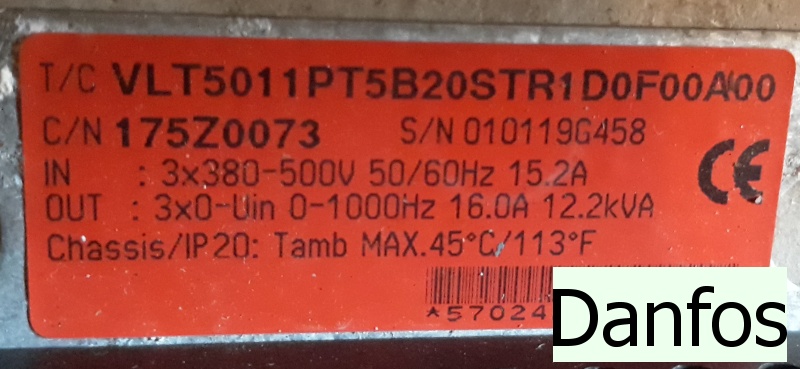 T/C VLT5011PT5B20STR1D0F00A00
C/N 175Z0073 S/N 010119G458
IN : 3x380-500V 50/60Hz 15.2A
OUT : 3x0-Uin 0-1000Hz 16.0A 12.2kVA
CE
Chassis/IP20: Tamb MAX.45°C/113°F
*57024
Danfos